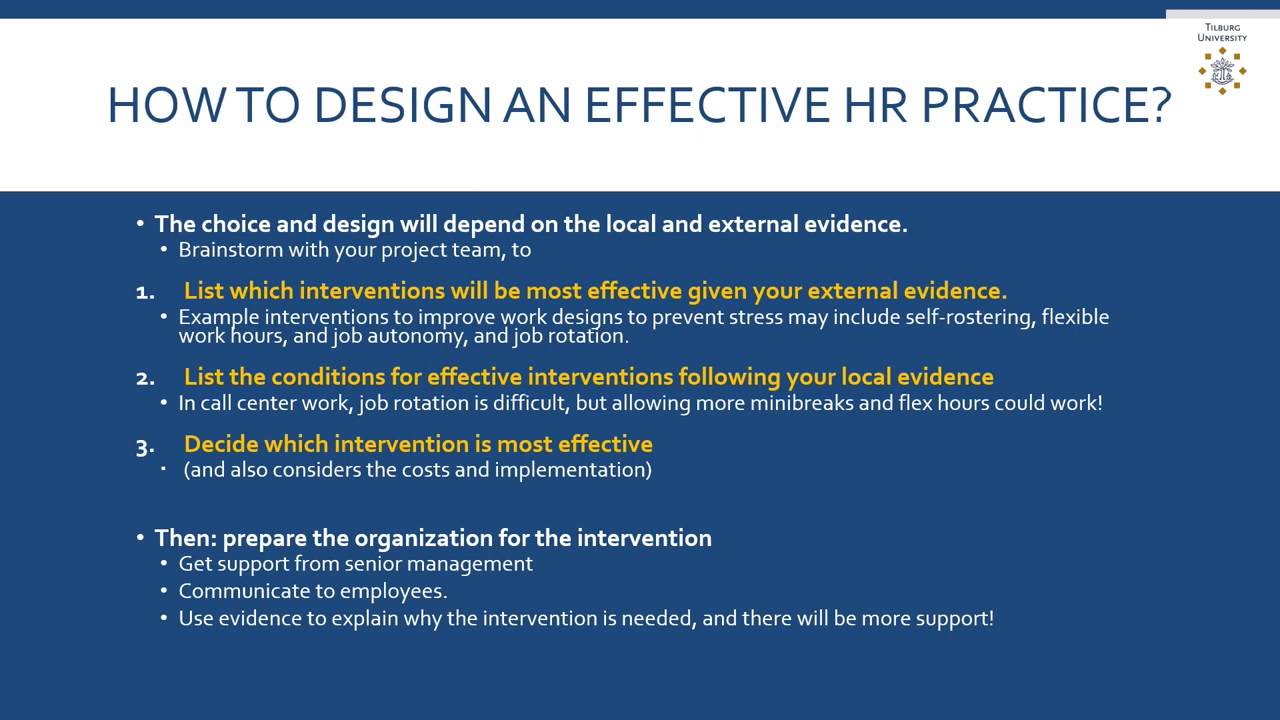 TILBURG
UNIVERSITY
HOW TO DESIGN AN EFFECTIVE HR PRACTICE?
• The choice and design will depend on the local and external evidence.
• Brainstorm with your project team, to
1. List which interventions will be most effective given your external evidence.
• Example interventions to improve work designs to prevent stress may include self-rostering, flexible
work hours, and job autonomy, and job rotation.
2. List the conditions for effective interventions following your local evidence
• In call center work, job rotation is difficult, but allowing more minibreaks and flex hours could work!
3. Decide which intervention is most effective
▪ (and also considers the costs and implementation)
• Then: prepare the organization for the intervention
• Get support from senior management
• Communicate to employees.
• Use evidence to explain why the intervention is needed, and there will be more support!